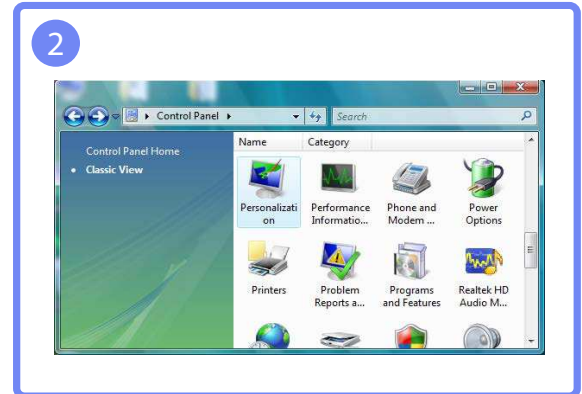 2
Control Panel
Search
Control Panel Home
Classic View
Name Category
Personalizati
on
Performance
Informatio...
Phone and
Modem ...
Power
Options
Printers
Problem
Reports a...
Programs
and Features
Realtek HD
Audio M...